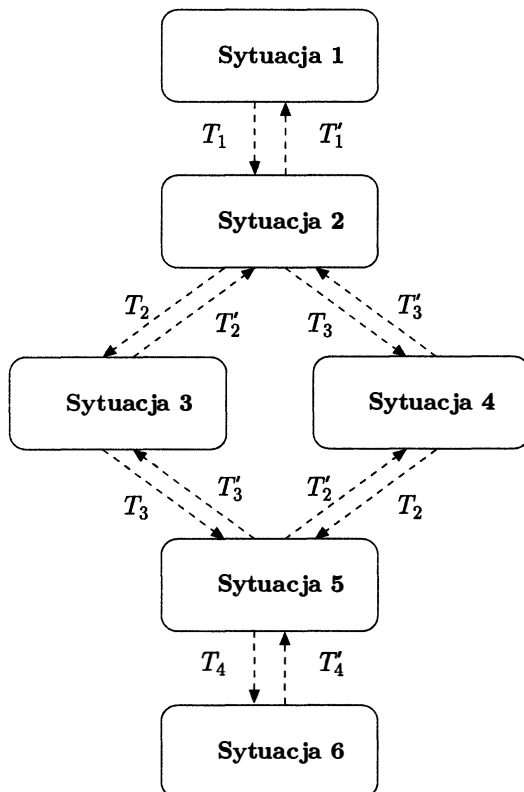 Sytuacja 1
T₁ T′₁
Sytuacja 2
T₂ T′₂ T₃ T′₃
Sytuacja 3 Sytuacja 4
T₃ T′₃ T′₂ T₂
Sytuacja 5
T₄ T′₄
Sytuacja 6